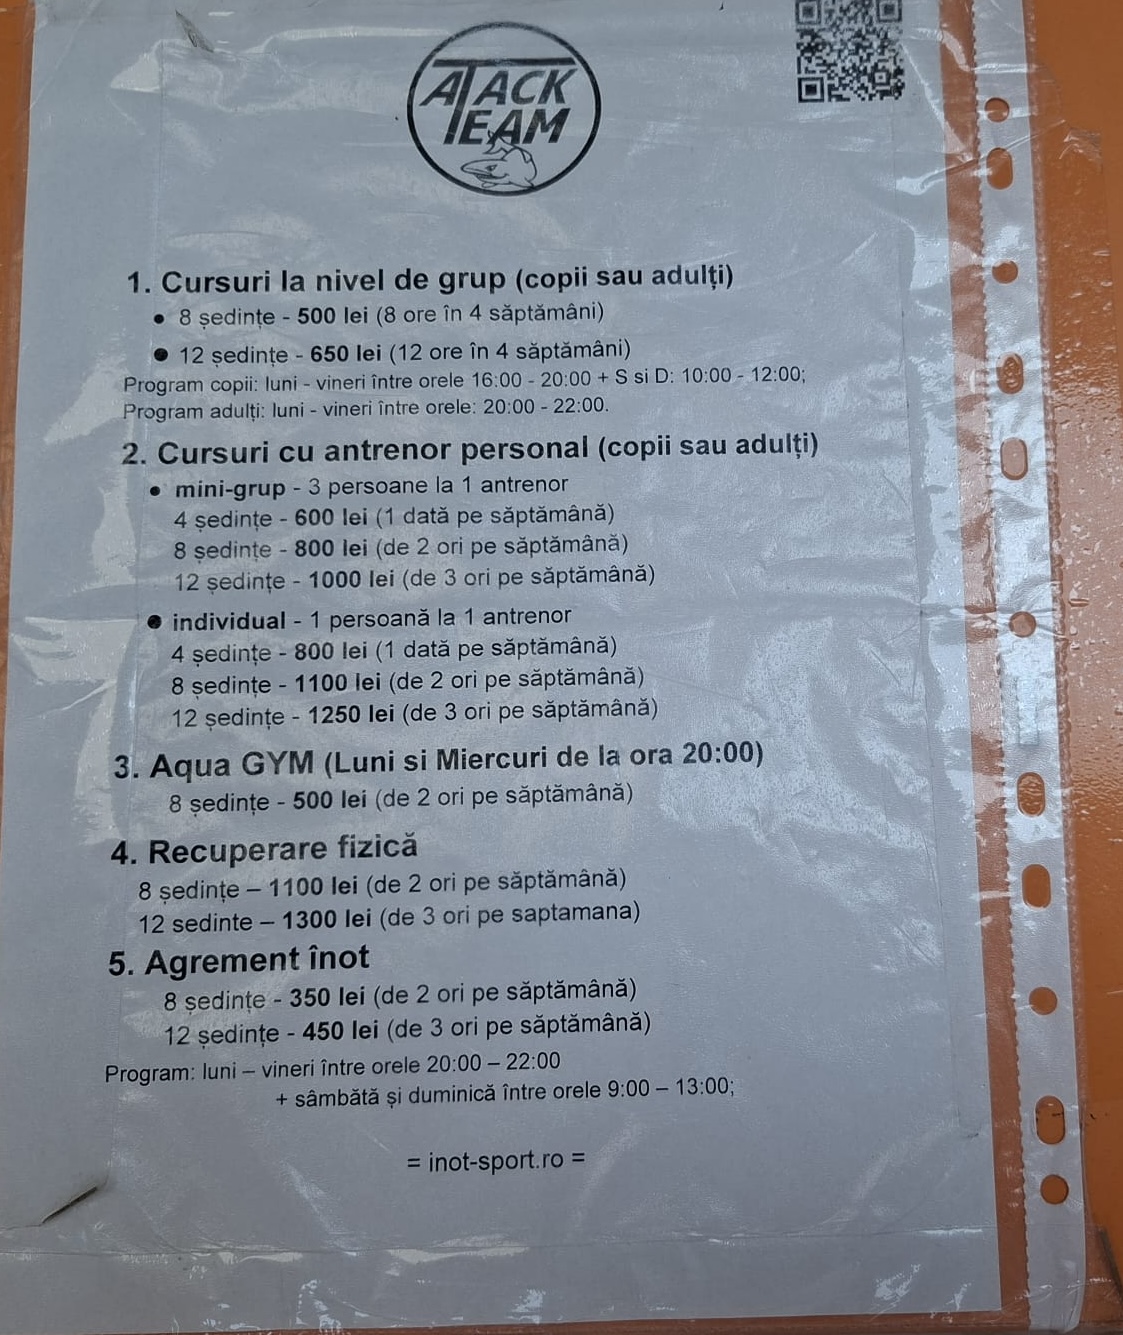 ATACK
TEAM
1. Cursuri la nivel de grup (copii sau adulți)
• 8 ședințe - 500 lei (8 ore în 4 săptămâni)
• 12 ședințe - 650 lei (12 ore în 4 săptămâni)
Program copii: luni - vineri între orele 16:00 - 20:00 + S si D: 10:00 - 12:00;
Program adulți: luni - vineri între orele: 20:00 - 22:00.
2. Cursuri cu antrenor personal (copii sau adulți)
• mini-grup - 3 persoane la 1 antrenor
4 ședințe - 600 lei (1 dată pe săptămână)
8 ședințe - 800 lei (de 2 ori pe săptămână)
12 ședințe - 1000 lei (de 3 ori pe săptămână)
• individual - 1 persoană la 1 antrenor
4 ședințe - 800 lei (1 dată pe săptămână)
8 ședințe - 1100 lei (de 2 ori pe săptămână)
12 ședințe - 1250 lei (de 3 ori pe săptămână)
3. Aqua GYM (Luni si Miercuri de la ora 20:00)
8 ședințe - 500 lei (de 2 ori pe săptămână)
4. Recuperare fizică
8 ședințe – 1100 lei (de 2 ori pe săptămână)
12 sedinte – 1300 lei (de 3 ori pe saptamana)
5. Agrement înot
8 ședințe - 350 lei (de 2 ori pe săptămână)
12 ședințe - 450 lei (de 3 ori pe săptămână)
Program: luni – vineri între orele 20:00 – 22:00
+ sâmbătă și duminică între orele 9:00 – 13:00;
= inot-sport.ro =